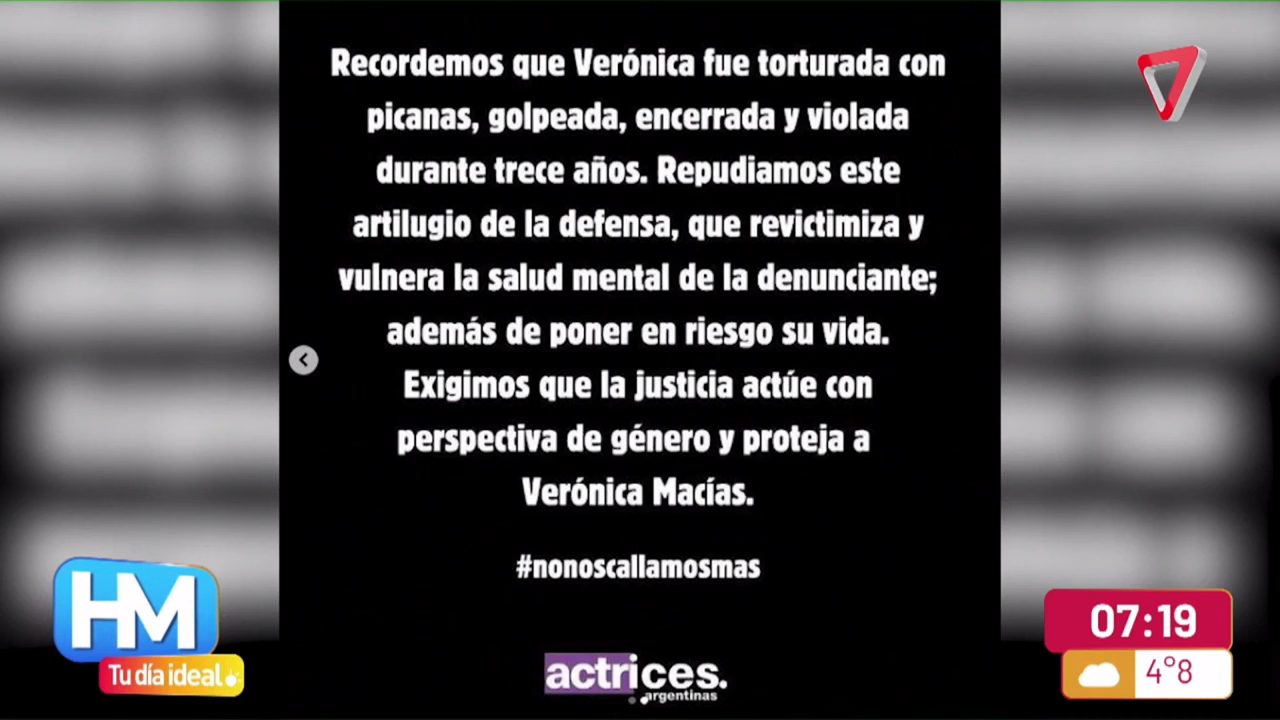 Recordemos que Verónica fue torturada con
picanas, golpeada, encerrada y violada
durante trece años. Repudiamos este
artilugio de la defensa, que revictimiza y
vulnera la salud mental de la denunciante;
además de poner en riesgo su vida.
Exigimos que la justicia actúe con
perspectiva de género y proteja a
Verónica Macías.
#nonoscallamosmas
actrices.
argentinas
HM
Tu día ideal
07:19
4°8